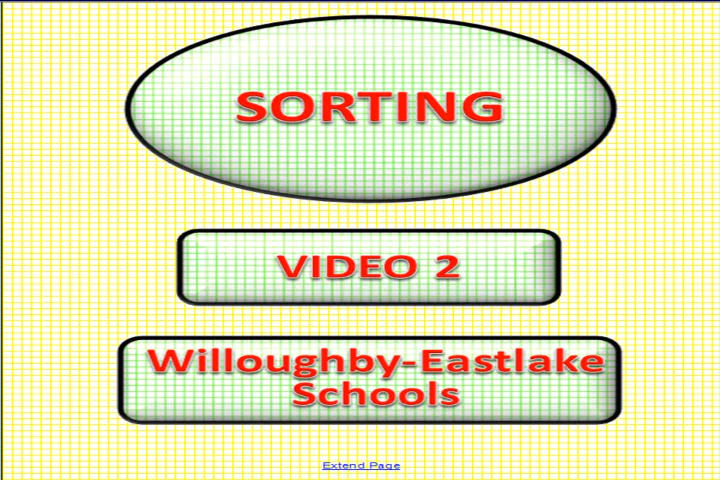 SORTING
VIDEO 2
Willoughby-Eastlake
Schools
Extend Page